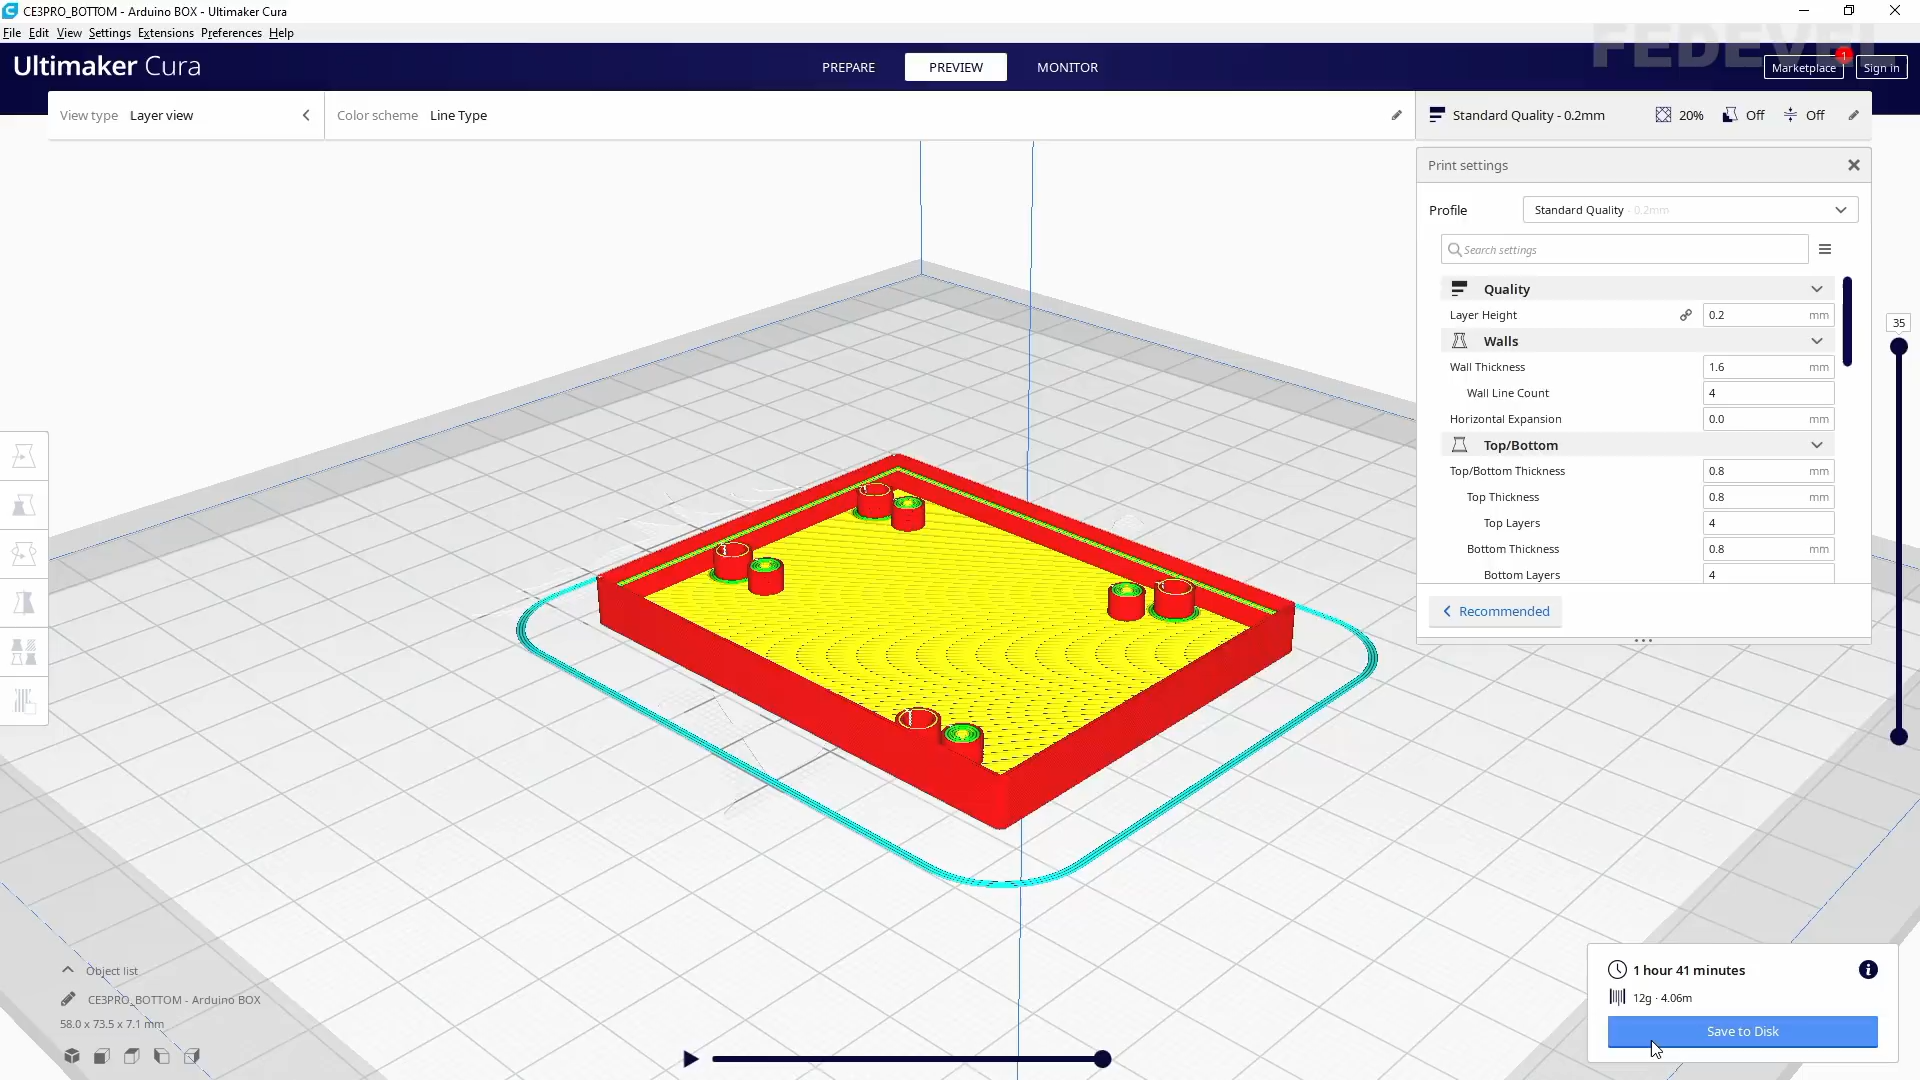 CE3PRO_BOTTOM - Arduino BOX - Ultimaker Cura
File Edit View Settings Extensions Preferences Help
FEDEVEL
Ultimaker Cura
PREPARE PREVIEW MONITOR
1
Marketplace Sign in
View type Layer view Color scheme Line Type
Standard Quality - 0.2mm 20% Off Off
Print settings
Profile Standard Quality - 0.2mm
Search settings
Quality
Layer Height 0.2 mm
35
Walls
Wall Thickness 1.6 mm
Wall Line Count 4
Horizontal Expansion 0.0 mm
Top/Bottom
Top/Bottom Thickness 0.8 mm
Top Thickness 0.8 mm
Top Layers 4
Bottom Thickness 0.8 mm
Bottom Layers 4
Recommended
Object list
CE3PRO_BOTTOM - Arduino BOX
58.0 x 73.5 x 7.1 mm
1 hour 41 minutes
12g · 4.06m
Save to Disk